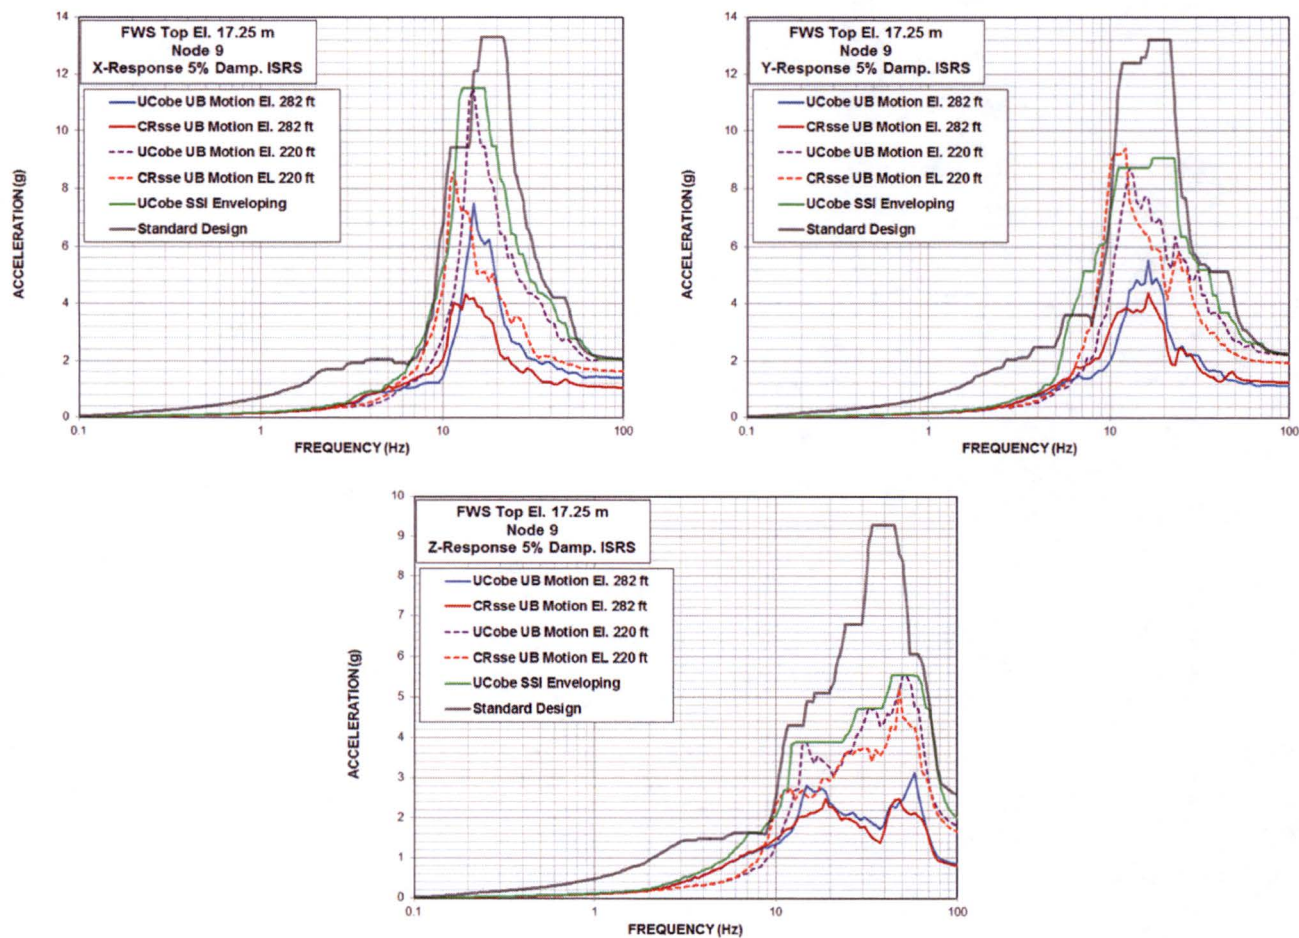 FWS Top El. 17.25 m
Node 9
X-Response 5% Damp. ISRS
UCobe UB Motion El. 282 ft
CRsse UB Motion El. 282 ft
UCobe UB Motion El. 220 ft
CRsse UB Motion EL 220 ft
UCobe SSI Enveloping
Standard Design
ACCELERATION(g)
14
12
10
8
6
4
2
0
0.1
1
10
100
FREQUENCY (Hz)
FWS Top El. 17.25 m
Node 9
Y-Response 5% Damp. ISRS
UCobe UB Motion El. 282 ft
CRsse UB Motion El. 282 ft
UCobe UB Motion El. 220 ft
CRsse UB Motion EL 220 ft
UCobe SSI Enveloping
Standard Design
ACCELERATION(g)
14
12
10
8
6
4
2
0
0.1
1
10
100
FREQUENCY (Hz)
FWS Top El. 17.25 m
Node 9
Z-Response 5% Damp. ISRS
UCobe UB Motion El. 282 ft
CRsse UB Motion El. 282 ft
UCobe UB Motion El. 220 ft
CRsse UB Motion EL 220 ft
UCobe SSI Enveloping
Standard Design
ACCELERATION(g)
10
9
8
7
6
5
4
3
2
1
0
0.1
1
10
100
FREQUENCY (Hz)